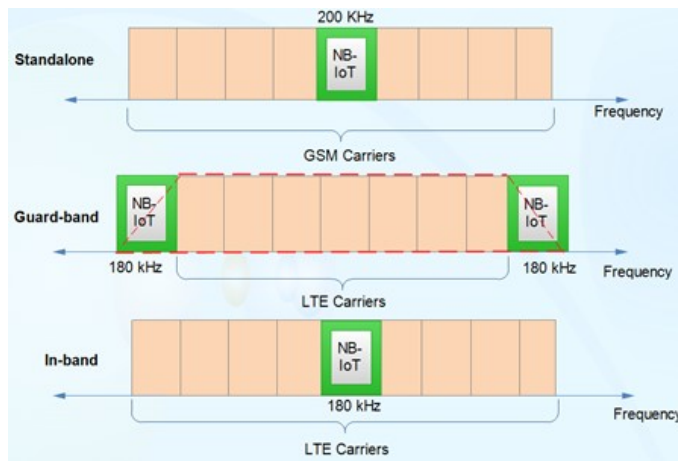 200 KHz
Standalone
NB-
IoT
Frequency
GSM Carriers
Guard-band
NB-
IoT
NB-
IoT
180 kHz
180 kHz
Frequency
LTE Carriers
In-band
NB-
IoT
180 kHz
Frequency
LTE Carriers